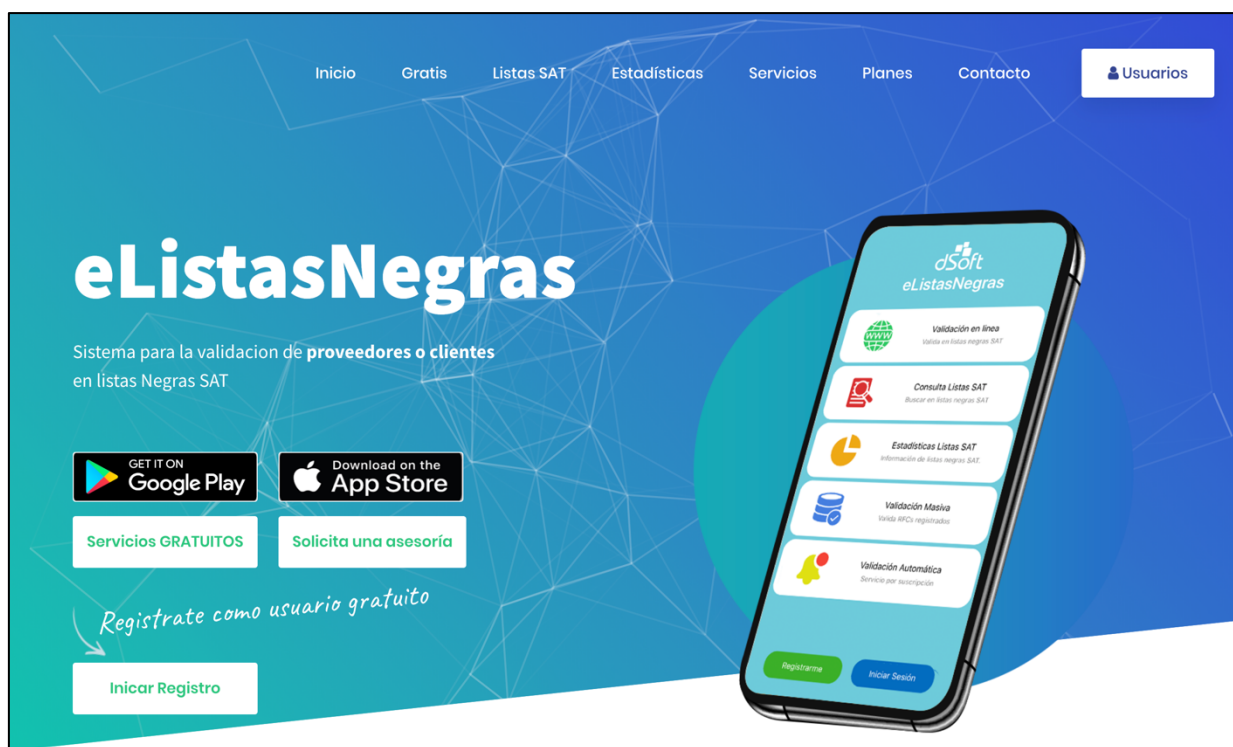 Inicio Gratis Listas SAT Estadísticas Servicios Planes Contacto Usuarios
eListasNegras
Sistema para la validacion de proveedores o clientes
en listas Negras SAT
GET IT ON
Google Play
Download on the
App Store
Servicios GRATUITOS
Solicita una asesoría
Registrate como usuario gratuito
Inicar Registro
dSoft
eListasNegras
www
Validación en línea
Valida en listas negras SAT
Consulta Listas SAT
Buscar en listas negras SAT
Estadísticas Listas SAT
Información de listas negras SAT.
Validación Masiva
Valida RFCs registrados
Validación Automática
Servicio por suscripción
Registrarme
Iniciar Sesión